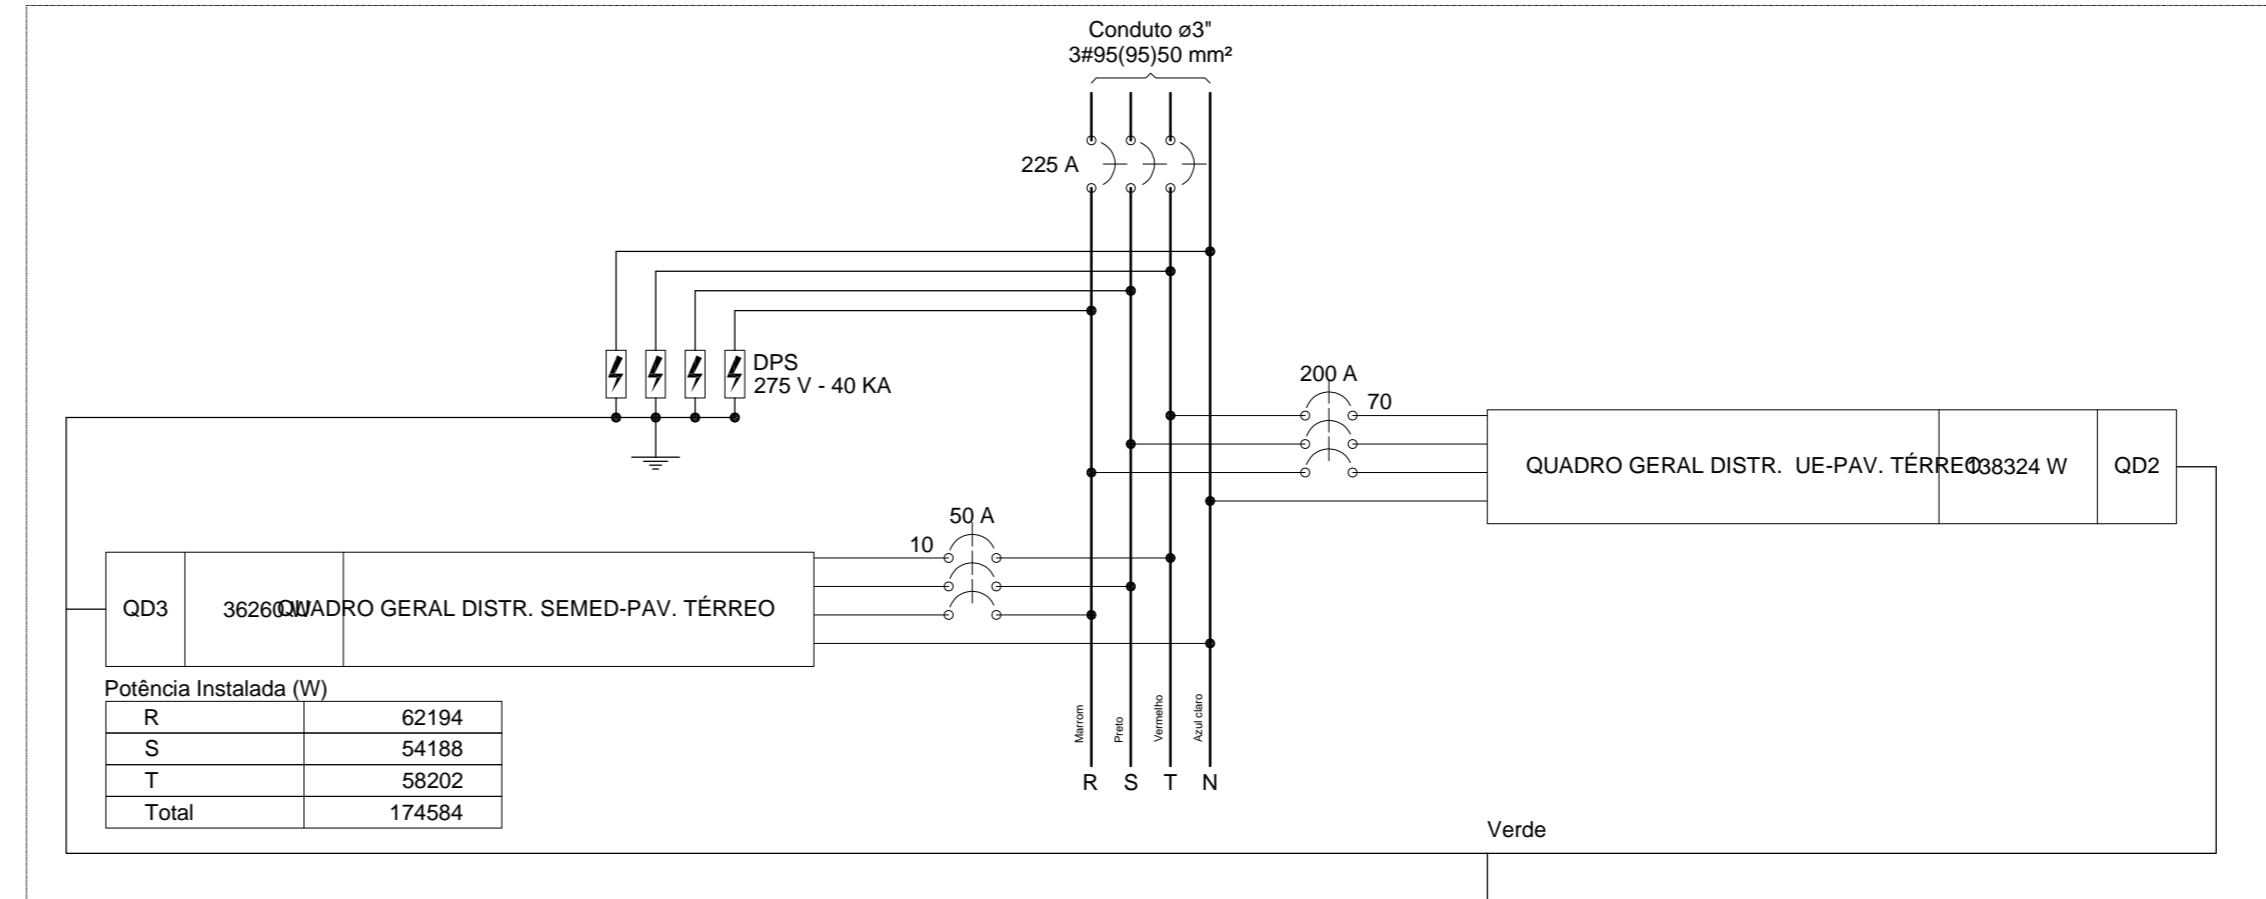 Conduto ø3"
3#95(95)50 mm²
225 A
DPS
275 V - 40 KA
200 A
70
QUADRO GERAL DISTR.  UE-PAV. TÉRREO
138324 W
QD2
50 A
10
QD3
36260 W
QUADRO GERAL DISTR. SEMED-PAV. TÉRREO
Potência Instalada (W)
R 62194
S 54188
T 58202
Total 174584
Marrom
Preto
Vermelho
Azul claro
R S T N
Verde